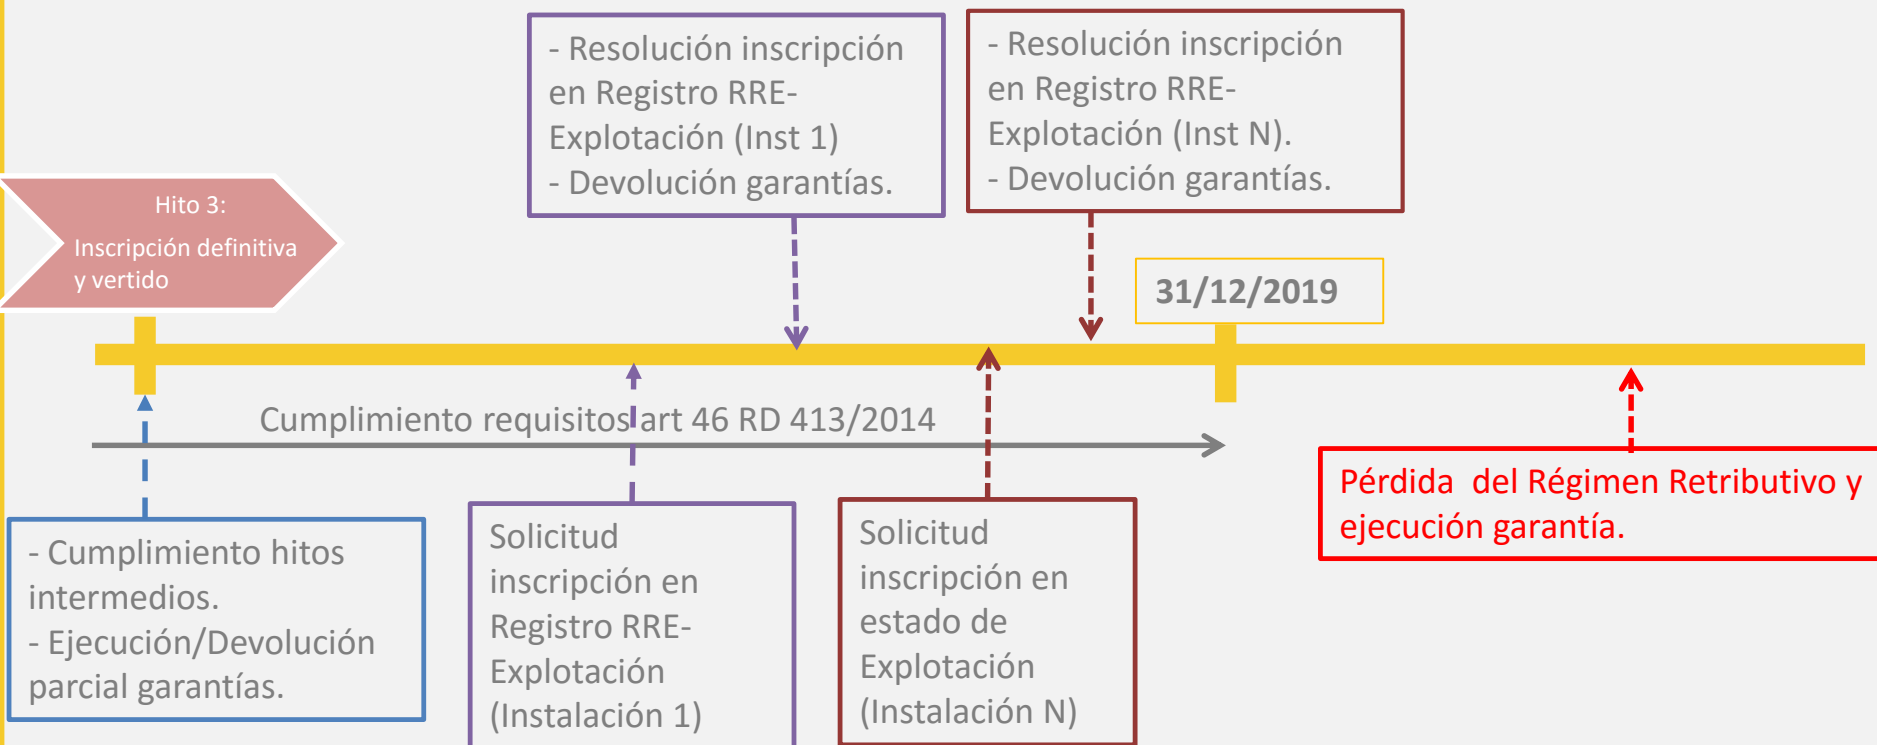 - Resolución inscripción
en Registro RRE-
Explotación (Inst 1)
- Devolución garantías.
- Resolución inscripción
en Registro RRE-
Explotación (Inst N).
- Devolución garantías.
Hito 3:
Inscripción definitiva
y vertido
31/12/2019
Cumplimiento requisitos art 46 RD 413/2014
- Cumplimiento hitos
intermedios.
- Ejecución/Devolución
parcial garantías.
Solicitud
inscripción en
Registro RRE-
Explotación
(Instalación 1)
Solicitud
inscripción en
estado de
Explotación
(Instalación N)
Pérdida  del Régimen Retributivo y
ejecución garantía.